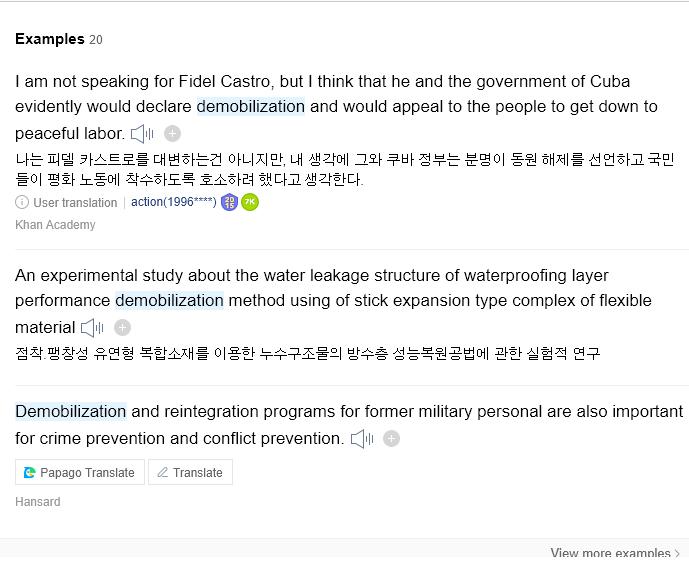 Examples 20
I am not speaking for Fidel Castro, but I think that he and the government of Cuba
evidently would declare demobilization and would appeal to the people to get down to
peaceful labor.
나는 피델 카스트로를 대변하는건 아니지만, 내 생각에 그와 쿠바 정부는 분명이 동원 해제를 선언하고 국민
들이 평화 노동에 착수하도록 호소하려 했다고 생각한다.
User translation action(1996****) 20 15 7K
Khan Academy
An experimental study about the water leakage structure of waterproofing layer
performance demobilization method using of stick expansion type complex of flexible
material
점착.팽창성 유연형 복합소재를 이용한 누수구조물의 방수층 성능복원공법에 관한 실험적 연구
Demobilization and reintegration programs for former military personal are also important
for crime prevention and conflict prevention.
Papago Translate Translate
Hansard
View more examples